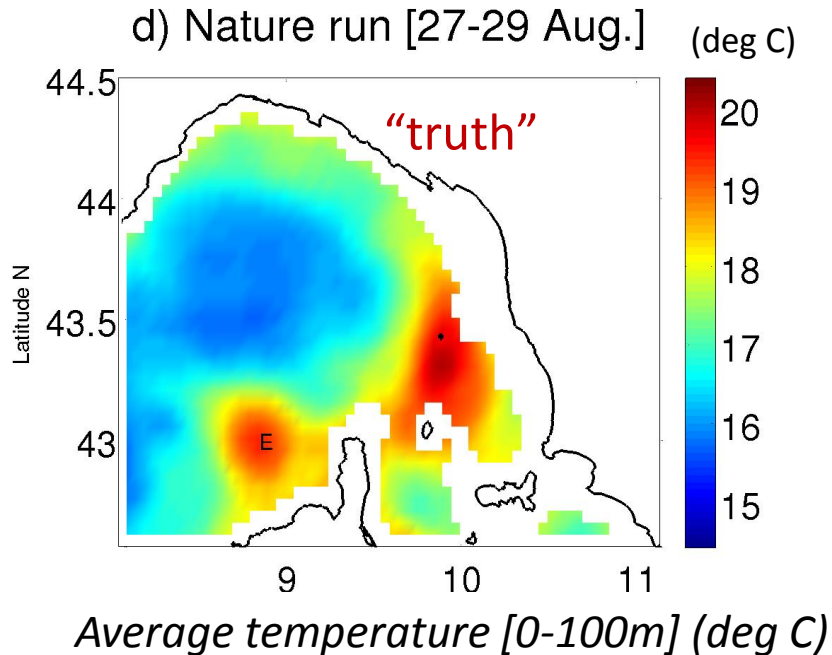 d) Nature run [27-29 Aug.]
(deg C)
“truth”
44.5
44
43.5
43
Latitude N
E
9
10
11
20
19
18
17
16
15
Average temperature [0-100m] (deg C)